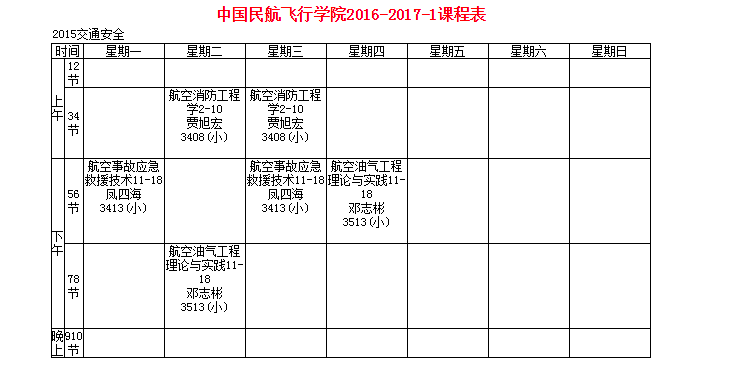 中国民航飞行学院2016-2017-1课程表
2015交通安全
时间 星期一 星期二 星期三 星期四 星期五 星期六 星期日
上午
12节
34节
航空消防工程
学2-10
贾旭宏
3408(小)
航空消防工程
学2-10
贾旭宏
3408(小)
下午
56节
航空事故应急
救援技术11-18
凤四海
3413(小)
航空事故应急
救援技术11-18
凤四海
3413(小)
航空油气工程
理论与实践11-
18
邓志彬
3513(小)
78节
航空油气工程
理论与实践11-
18
邓志彬
3513(小)
晚上
910节